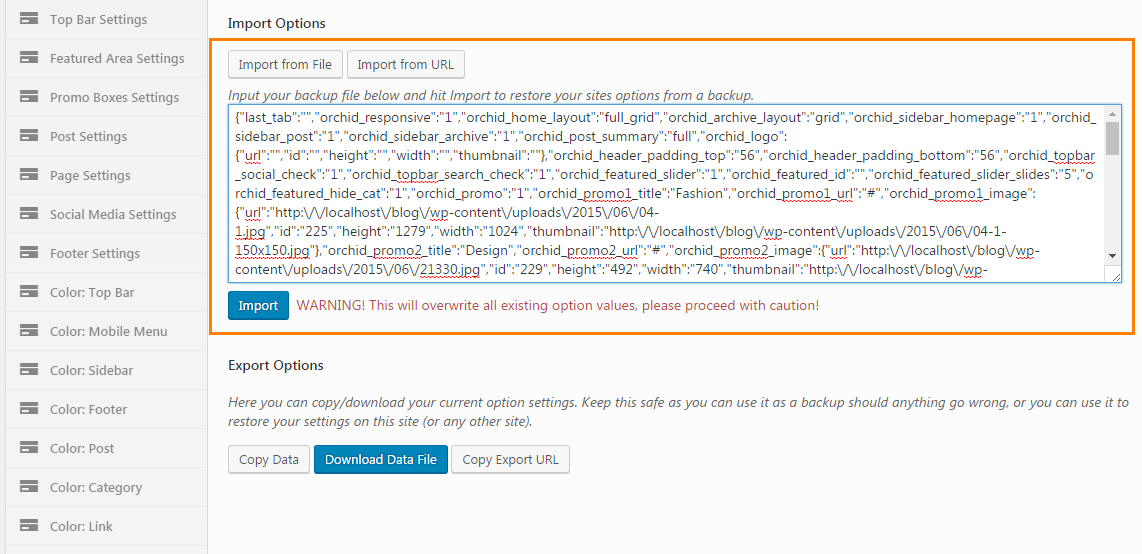 Top Bar Settings
Featured Area Settings
Promo Boxes Settings
Post Settings
Page Settings
Social Media Settings
Footer Settings
Color: Top Bar
Color: Mobile Menu
Color: Sidebar
Color: Footer
Color: Post
Color: Category
Color: Link
Import Options
Import from File Import from URL
Input your backup file below and hit Import to restore your sites options from a backup.
{"last_tab":"","orchid_responsive":"1","orchid_home_layout":"full_grid","orchid_archive_layout":"grid","orchid_sidebar_homepage":"1","orchid_
sidebar_post":"1","orchid_sidebar_archive":"1","orchid_post_summary":"full","orchid_logo":
{"url":"","id":"","height":"","width":"","thumbnail":""},"orchid_header_padding_top":"56","orchid_header_padding_bottom":"56","orchid_topbar
_social_check":"1","orchid_topbar_search_check":"1","orchid_featured_slider":"1","orchid_featured_id":"","orchid_featured_slider_slides":"5","or
chid_featured_hide_cat":"1","orchid_promo":"1","orchid_promo1_title":"Fashion","orchid_promo1_url":"#","orchid_promo1_image":
{"url":"http:\/\/localhost\/blog\/wp-content\/uploads\/2015\/06\/04-
1.jpg","id":"225","height":"1279","width":"1024","thumbnail":"http:\/\/localhost\/blog\/wp-content\/uploads\/2015\/06\/04-1-
150x150.jpg"},"orchid_promo2_title":"Design","orchid_promo2_url":"#","orchid_promo2_image":{"url":"http:\/\/localhost\/blog\/wp-
content\/uploads\/2015\/06\/21330.jpg","id":"229","height":"492","width":"740","thumbnail":"http:\/\/localhost\/blog\/wp-
Import WARNING! This will overwrite all existing option values, please proceed with caution!
Export Options
Here you can copy/download your current option settings. Keep this safe as you can use it as a backup should anything go wrong, or you can use it to
restore your settings on this site (or any other site).
Copy Data Download Data File Copy Export URL